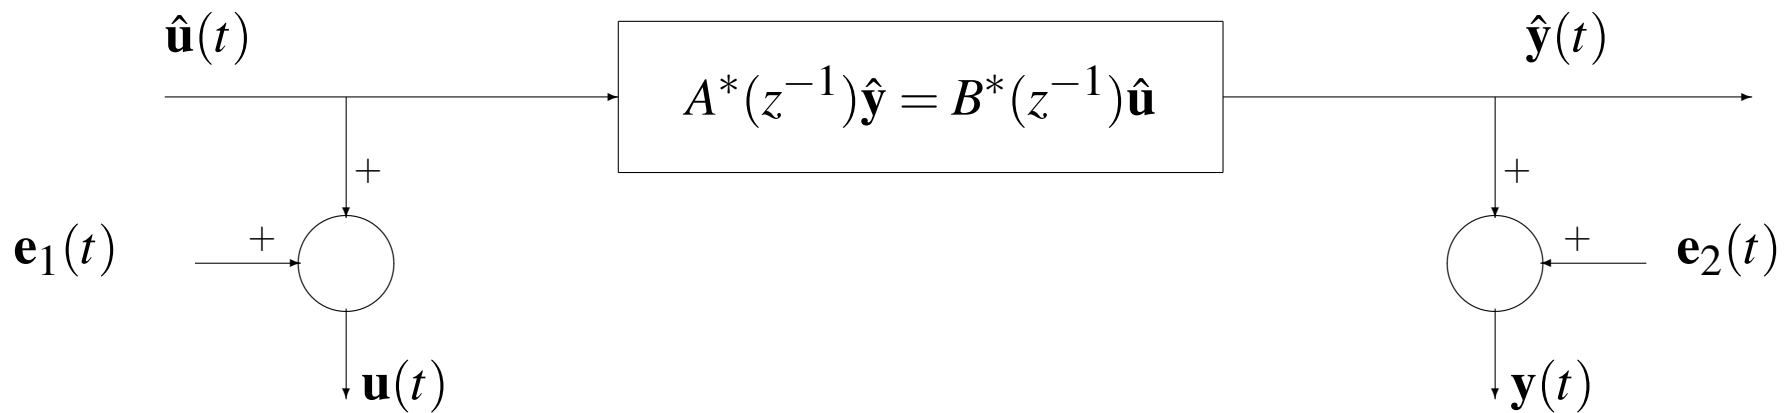 û(t)
ŷ(t)
A*(z⁻¹)ŷ = B*(z⁻¹)û
+
+
e₁(t)
+
+
e₂(t)
u(t)
y(t)